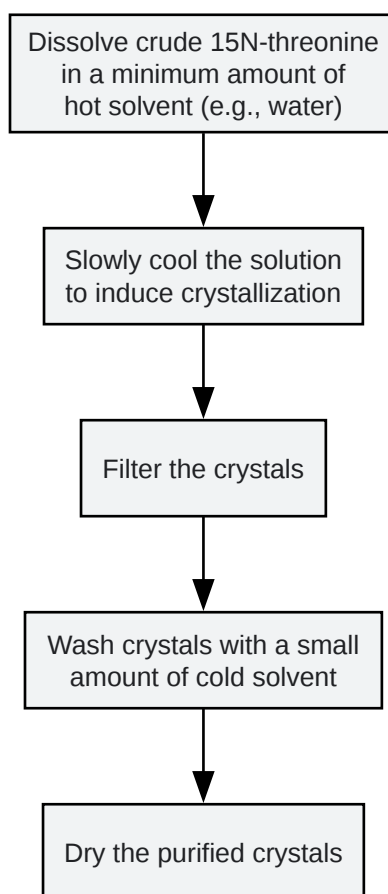 Dissolve crude 15N-threonine
in a minimum amount of
hot solvent (e.g., water)
Slowly cool the solution
to induce crystallization
Filter the crystals
Wash crystals with a small
amount of cold solvent
Dry the purified crystals